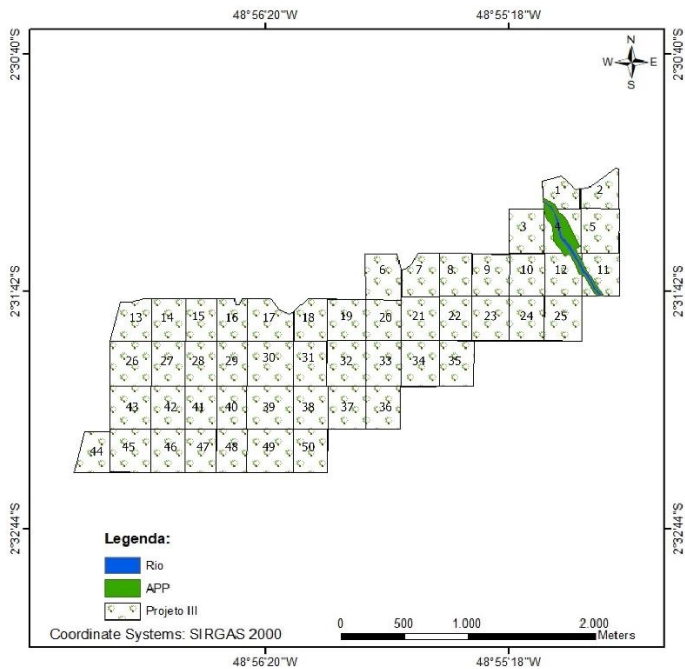 48°56'20"W 48°55'18"W
2°30'40"S 2°30'40"S
N
W E
S
1 2
3 4 5
6 7 8 9 10 12 11
2°31'42"S 2°31'42"S
13 14 15 16 17 18 19 20 21 22 23 24 25
26 27 28 29 30 31 32 33 34 35
43 42 41 40 39 38 37 36
44 45 46 47 48 49 50
2°32'44"S 2°32'44"S
Legenda:
Rio
APP
Projeto III
Coordinate Systems: SIRGAS 2000
0 500 1.000 2.000
Meters
48°56'20"W 48°55'18"W